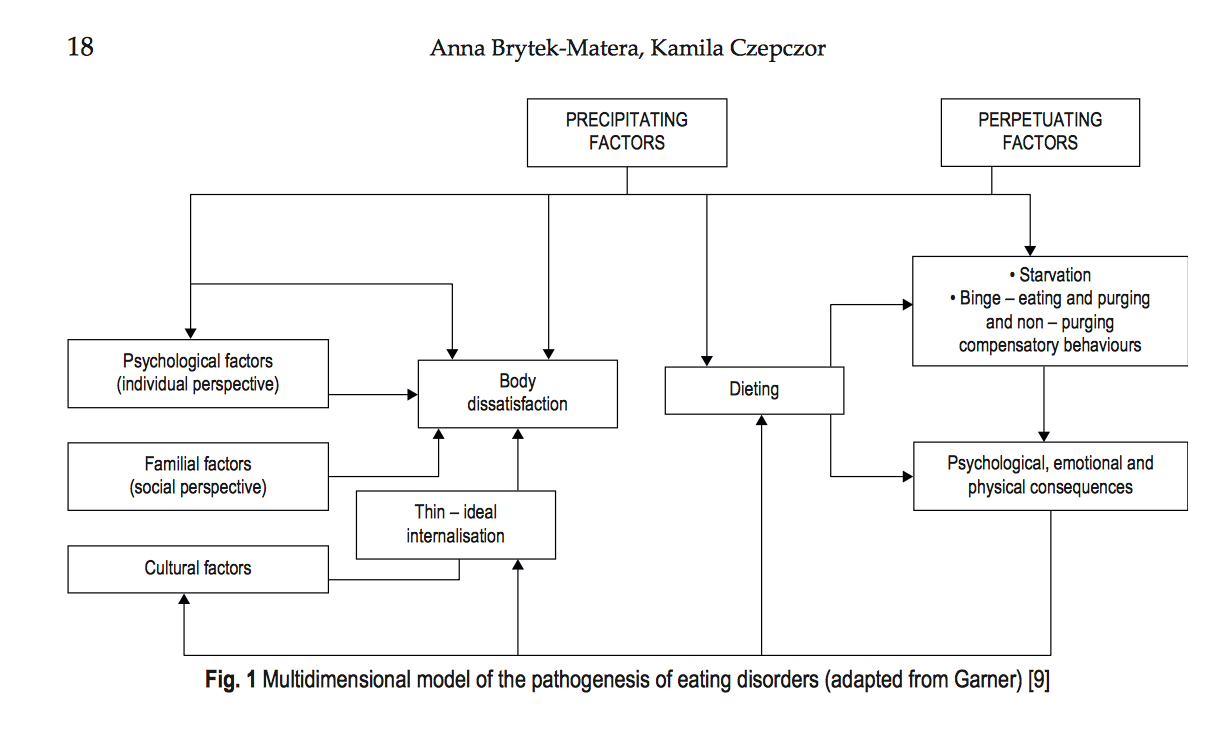 18
Anna Brytek-Matera, Kamila Czepczor
PRECIPITATING
FACTORS
PERPETUATING
FACTORS
• Starvation
• Binge – eating and purging
and non – purging
compensatory behaviours
Psychological factors
(individual perspective)
Body
dissatisfaction
Dieting
Familial factors
(social perspective)
Psychological, emotional and
physical consequences
Thin – ideal
internalisation
Cultural factors
Fig. 1 Multidimensional model of the pathogenesis of eating disorders (adapted from Garner) [9]